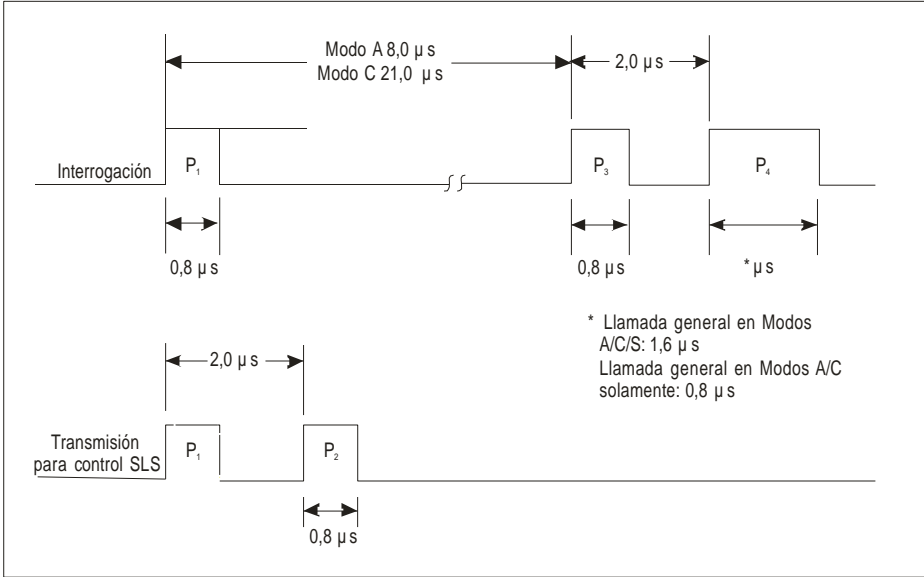 Modo A 8,0 µs
Modo C 21,0 µs
2,0 µs
Interrogación
P₁
P₃
P₄
0,8 µs
0,8 µs
* µs
* Llamada general en Modos
A/C/S: 1,6 µs
Llamada general en Modos A/C
solamente: 0,8 µs
2,0 µs
Transmisión
para control SLS
P₁
P₂
0,8 µs